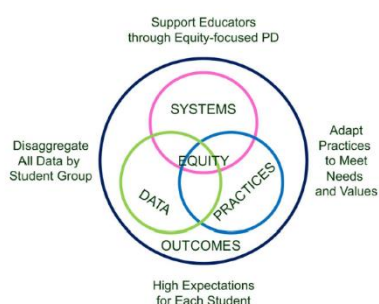 Support Educators
through Equity-focused PD
SYSTEMS
Disaggregate
All Data by
Student Group
EQUITY
Adapt
Practices
to Meet
Needs
and Values
DATA
PRACTICES
OUTCOMES
High Expectations
for Each Student